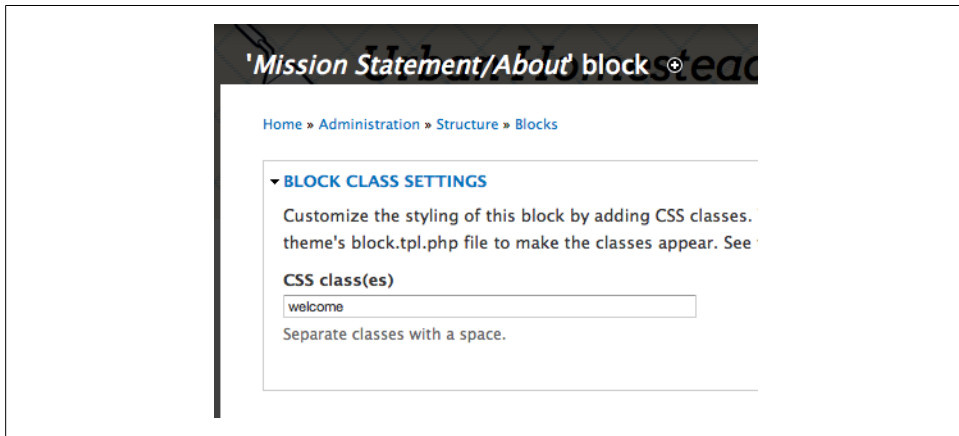 'Mission Statement/About' block
Urban Homestead
Home » Administration » Structure » Blocks
BLOCK CLASS SETTINGS
Customize the styling of this block by adding CSS classes.
theme's block.tpl.php file to make the classes appear. See
CSS class(es)
welcome
Separate classes with a space.